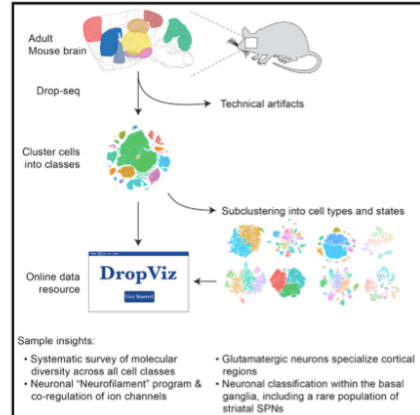 Adult
Mouse brain
Drop-seq
Technical artifacts
Cluster cells
into classes
Subclustering into cell types and states
Online data
resource
DropViz
Get Started
Sample insights:
• Systematic survey of molecular
diversity across all cell classes
• Neuronal “Neurofilament” program &
co-regulation of ion channels
• Glutamatergic neurons specialize cortical
regions
• Neuronal classification within the basal
ganglia, including a rare population of
striatal SPNs